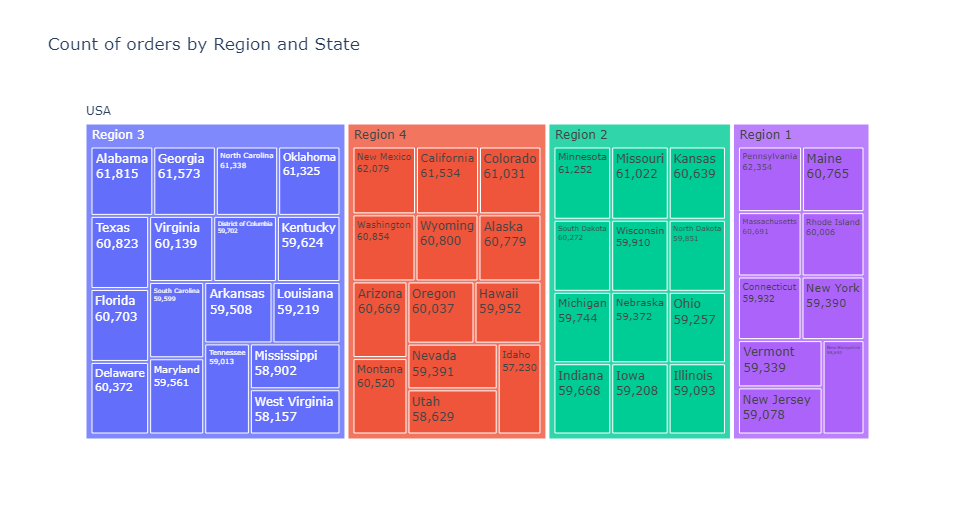 Count of orders by Region and State
USA
Region 3
Alabama
61,815
Georgia
61,573
North Carolina
61,338
Oklahoma
61,325
Texas
60,823
Virginia
60,139
District of Columbia
59,702
Kentucky
59,624
Florida
60,703
South Carolina
59,599
Arkansas
59,508
Louisiana
59,219
Delaware
60,372
Maryland
59,561
Tennessee
59,013
Mississippi
58,902
West Virginia
58,157
Region 4
New Mexico
62,079
California
61,534
Colorado
61,031
Washington
60,854
Wyoming
60,800
Alaska
60,779
Arizona
60,669
Oregon
60,037
Hawaii
59,952
Montana
60,520
Nevada
59,391
Idaho
57,230
Utah
58,629
Region 2
Minnesota
61,252
Missouri
61,022
Kansas
60,639
South Dakota
60,272
Wisconsin
59,910
North Dakota
59,851
Michigan
59,744
Nebraska
59,372
Ohio
59,257
Indiana
59,668
Iowa
59,208
Illinois
59,093
Region 1
Pennsylvania
62,354
Maine
60,765
Massachusetts
60,691
Rhode Island
60,006
Connecticut
59,932
New York
59,390
Vermont
59,339
New Hampshire
New Jersey
59,078